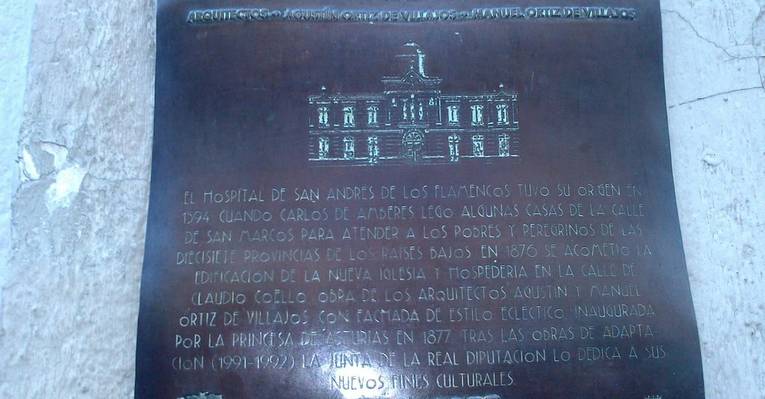 ARQUITECTOS D. AGUSTÍN ORTIZ DE VILLAJOS D. MANUEL ORTIZ DE VILLAJOS
EL HOSPITAL DE SAN ANDRES DE LOS FLAMENCOS TUVO SU ORIGEN EN
1594 CUANDO CARLOS DE AMBERES LEGO ALGUNAS CASAS DE LA CALLE
DE SAN MARCOS PARA ATENDER A LOS POBRES Y PEREGRINOS DE LAS
DIECISIETE PROVINCIAS DE LOS PAISES BAJOS. EN 1876 SE ACOMETIO LA
EDIFICACION DE LA NUEVA IGLESIA Y HOSPEDERIA EN LA CALLE DE
CLAUDIO COELLO, OBRA DE LOS ARQUITECTOS AGUSTIN Y MANUEL
ORTIZ DE VILLAJOS, CON FACHADA DE ESTILO ECLECTICO, INAUGURADA
POR LA PRINCESA DE ASTURIAS EN 1877. TRAS LAS OBRAS DE ADAPTA-
CION (1991-1992) LA JUNTA DE LA REAL DIPUTACION LO DEDICA A SUS
NUEVOS FINES CULTURALES